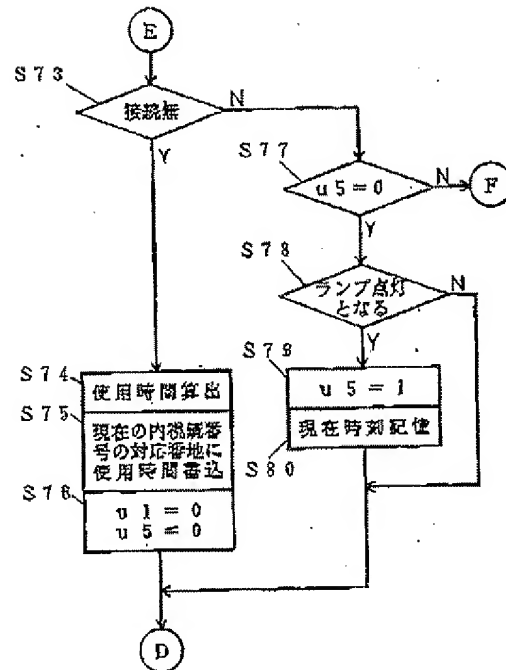 E
S73
接続無
N
Y
S77
u5=0
N
F
Y
S78
ランプ点灯
となる
N
Y
S74
使用時間算出
S75
現在の内視鏡番
号の対応番地に
使用時間書込
S76
u1=0
u5=0
S79
u5=1
現在時刻記憶
S80
D